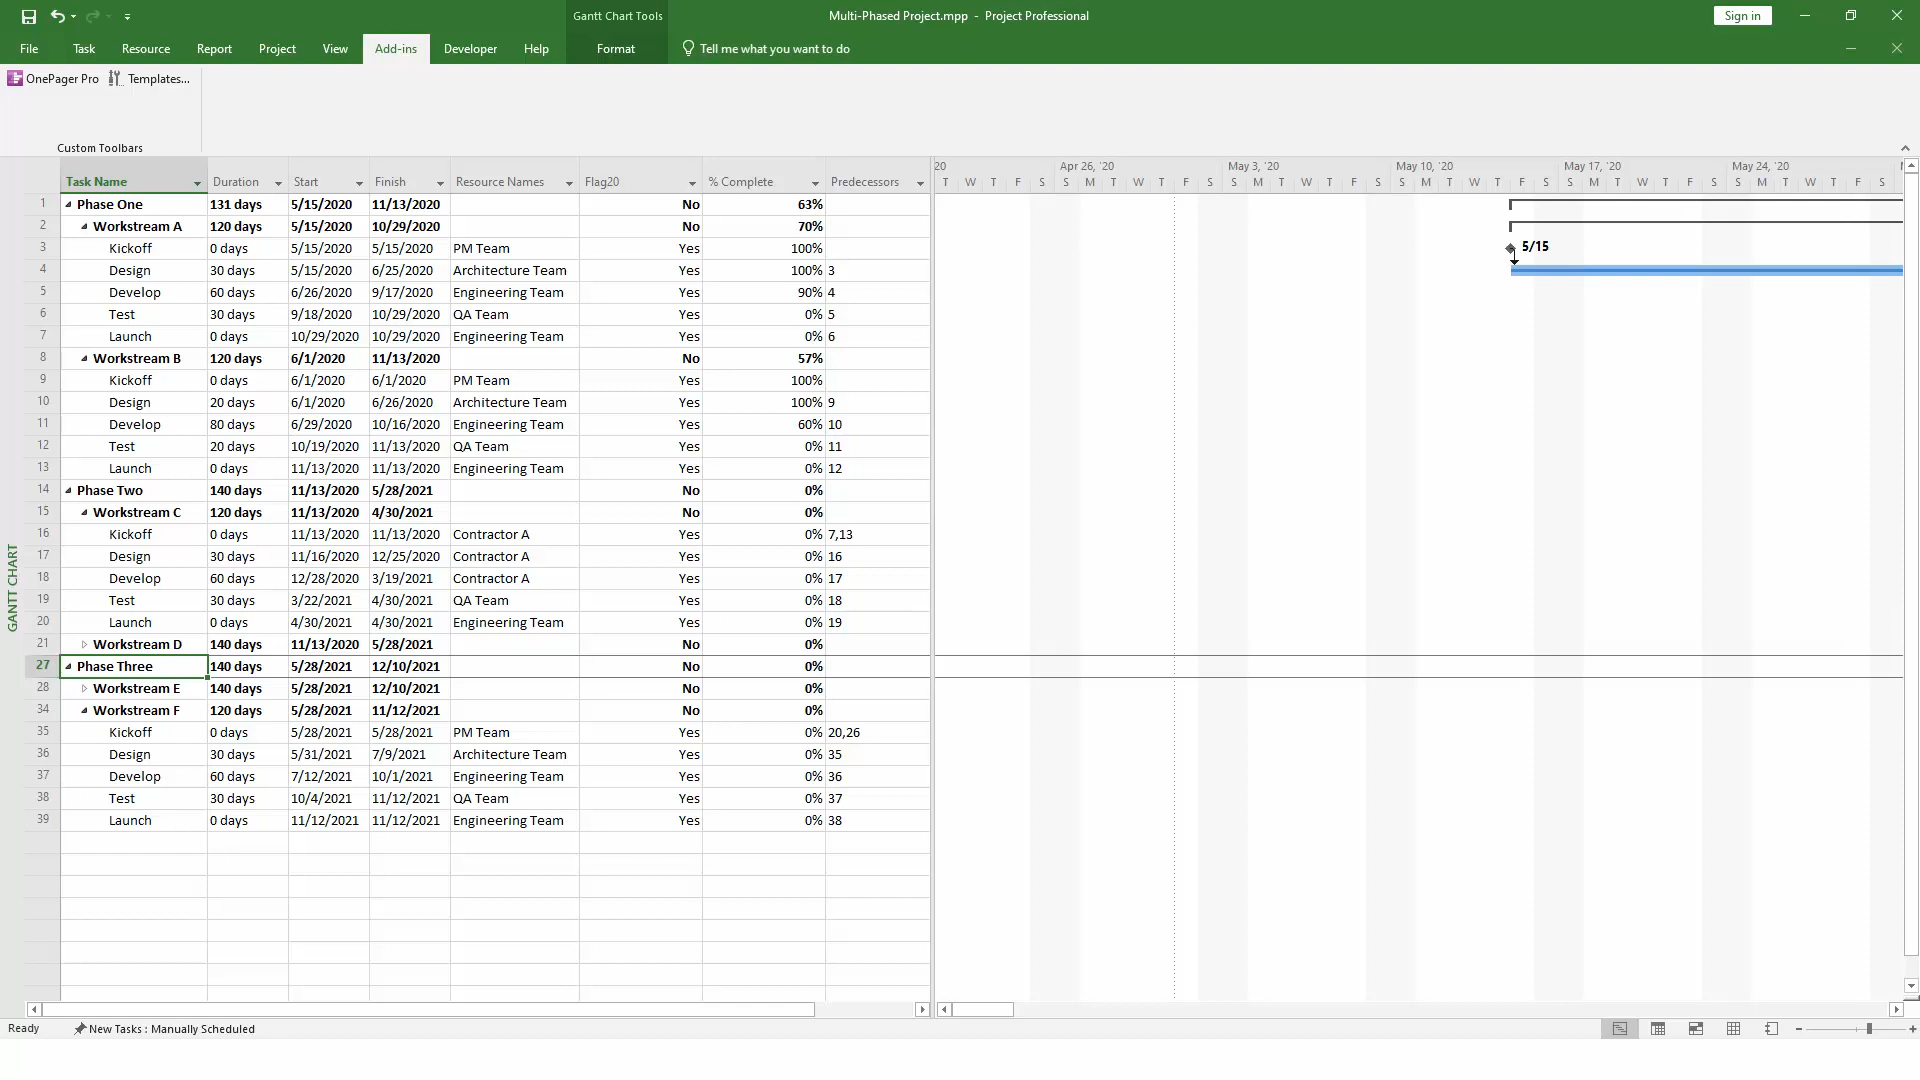 Gantt Chart Tools
Multi-Phased Project.mpp - Project Professional
Sign in
File Task Resource Report Project View Add-ins Developer Help Format Tell me what you want to do
OnePager Pro Templates...
Custom Toolbars
20 Apr 26, '20 May 3, '20 May 10, '20 May 17, '20 May 24, '20
Task Name Duration Start Finish Resource Names Flag20 % Complete Predecessors T W T F S S M T W T F S S M T W T F S S M T W T F S S M T W T F S S M T W T F S
1 Phase One 131 days 5/15/2020 11/13/2020 No 63%
2 Workstream A 120 days 5/15/2020 10/29/2020 No 70%
3 Kickoff 0 days 5/15/2020 5/15/2020 PM Team Yes 100% 5/15
4 Design 30 days 5/15/2020 6/25/2020 Architecture Team Yes 100% 3
5 Develop 60 days 6/26/2020 9/17/2020 Engineering Team Yes 90% 4
6 Test 30 days 9/18/2020 10/29/2020 QA Team Yes 0% 5
7 Launch 0 days 10/29/2020 10/29/2020 Engineering Team Yes 0% 6
8 Workstream B 120 days 6/1/2020 11/13/2020 No 57%
9 Kickoff 0 days 6/1/2020 6/1/2020 PM Team Yes 100%
10 Design 20 days 6/1/2020 6/26/2020 Architecture Team Yes 100% 9
11 Develop 80 days 6/29/2020 10/16/2020 Engineering Team Yes 60% 10
12 Test 20 days 10/19/2020 11/13/2020 QA Team Yes 0% 11
13 Launch 0 days 11/13/2020 11/13/2020 Engineering Team Yes 0% 12
14 Phase Two 140 days 11/13/2020 5/28/2021 No 0%
15 Workstream C 120 days 11/13/2020 4/30/2021 No 0%
16 Kickoff 0 days 11/13/2020 11/13/2020 Contractor A Yes 0% 7,13
17 Design 30 days 11/16/2020 12/25/2020 Contractor A Yes 0% 16
18 Develop 60 days 12/28/2020 3/19/2021 Contractor A Yes 0% 17
19 Test 30 days 3/22/2021 4/30/2021 QA Team Yes 0% 18
20 Launch 0 days 4/30/2021 4/30/2021 Engineering Team Yes 0% 19
21 Workstream D 140 days 11/13/2020 5/28/2021 No 0%
27 Phase Three 140 days 5/28/2021 12/10/2021 No 0%
28 Workstream E 140 days 5/28/2021 12/10/2021 No 0%
34 Workstream F 120 days 5/28/2021 11/12/2021 No 0%
35 Kickoff 0 days 5/28/2021 5/28/2021 PM Team Yes 0% 20,26
36 Design 30 days 5/31/2021 7/9/2021 Architecture Team Yes 0% 35
37 Develop 60 days 7/12/2021 10/1/2021 Engineering Team Yes 0% 36
38 Test 30 days 10/4/2021 11/12/2021 QA Team Yes 0% 37
39 Launch 0 days 11/12/2021 11/12/2021 Engineering Team Yes 0% 38
GANTT CHART
Ready New Tasks : Manually Scheduled